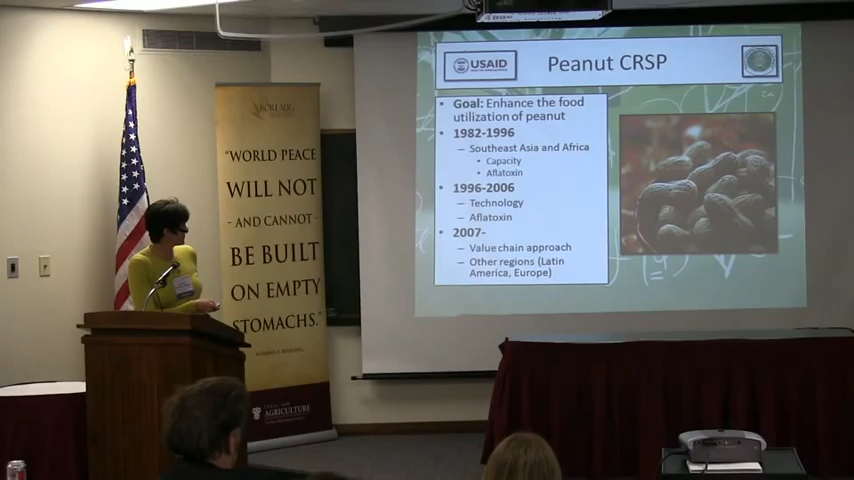 BORLAUG
"WORLD PEACE
WILL NOT
- AND CANNOT -
BE BUILT
ON EMPTY
STOMACHS."
AGRICULTURE
USAID
Peanut CRSP
• Goal: Enhance the food
utilization of peanut
• 1982-1996
– Southeast Asia and Africa
• Capacity
• Aflatoxin
• 1996-2006
– Technology
– Aflatoxin
• 2007-
– Value chain approach
– Other regions (Latin
America, Europe)